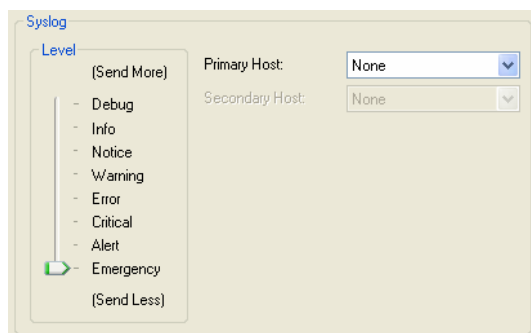 Syslog
Level
(Send More)
Debug
Info
Notice
Warning
Error
Critical
Alert
Emergency
(Send Less)
Primary Host: None
Secondary Host: None